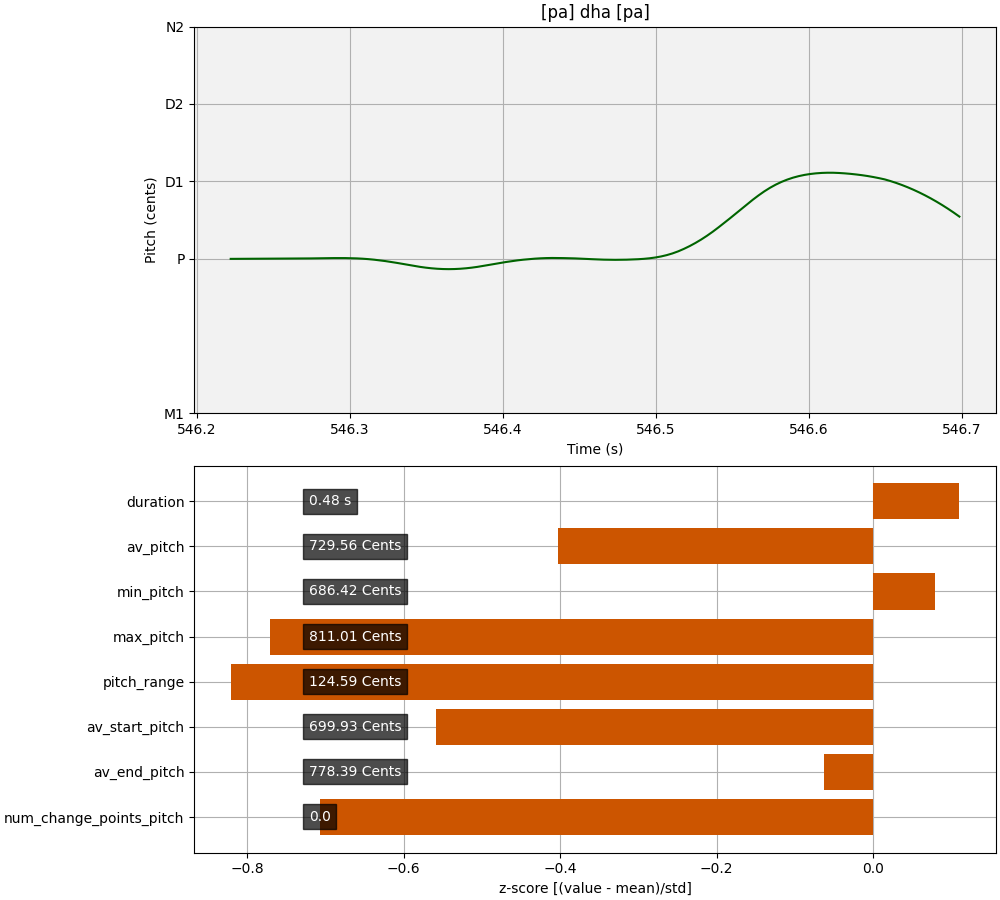 [pa] dha [pa]
N2
D2
D1
P
M1
Pitch (cents)
546.2 546.3 546.4 546.5 546.6 546.7
Time (s)
duration 0.48 s
av_pitch 729.56 Cents
min_pitch 686.42 Cents
max_pitch 811.01 Cents
pitch_range 124.59 Cents
av_start_pitch 699.93 Cents
av_end_pitch 778.39 Cents
num_change_points_pitch 0.0
−0.8 −0.6 −0.4 −0.2 0.0
z-score [(value - mean)/std]